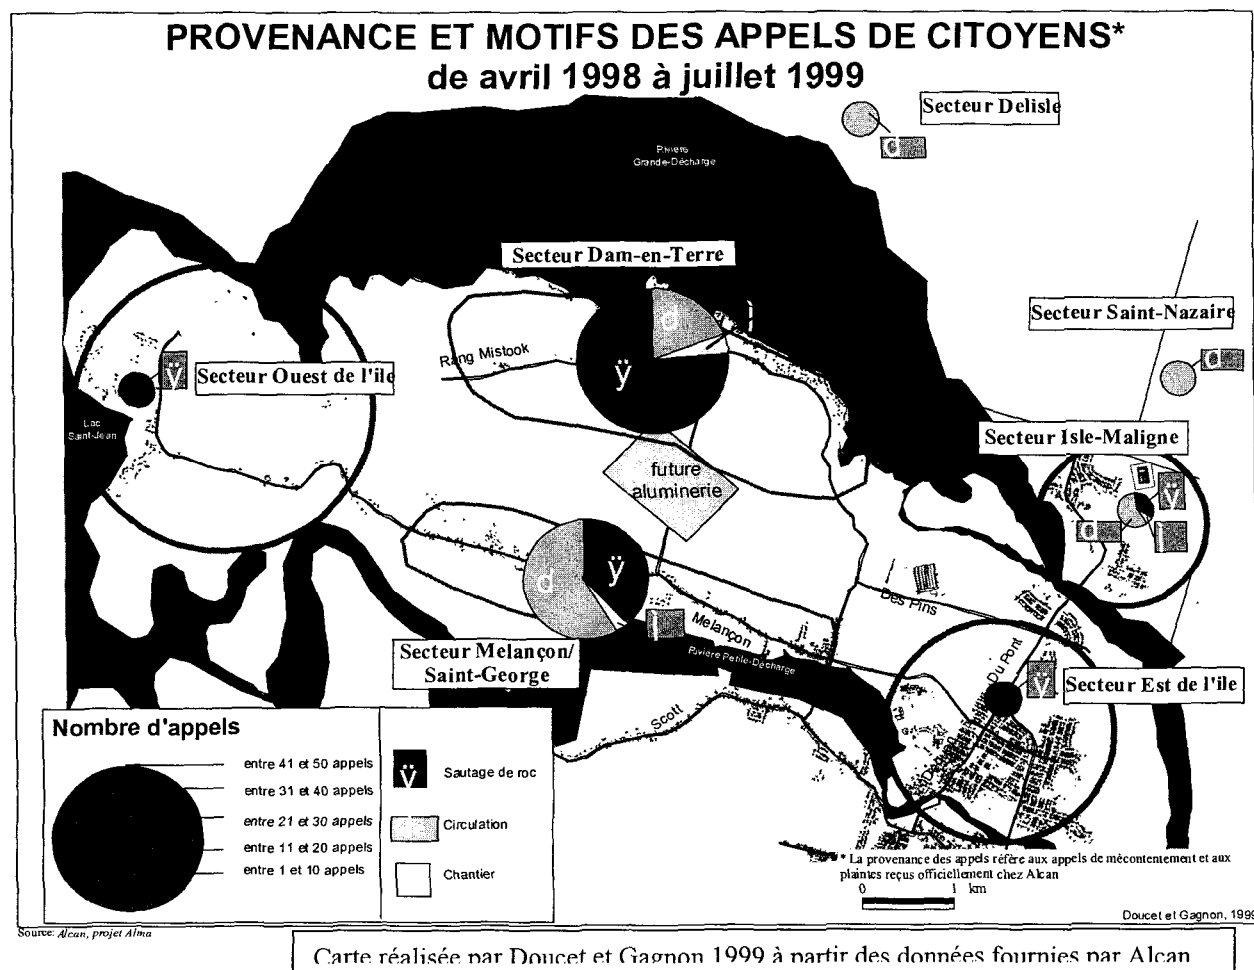 PROVENANCE ET MOTIFS DES APPELS DE CITOYENS*
de avril 1998 à juillet 1999
Secteur Delisle
d
Rivière
Grande-Décharge
Secteur Dam-en-Terre
d
ÿ
Secteur Saint-Nazaire
d
Rang Mistook
ÿ
Secteur Ouest de l'île
Lac
Saint-Jean
Secteur Isle-Maligne
ÿ
d
l
future
aluminerie
d
ÿ
l
Des Pins
Melançon
Rivière Petite-Décharge
Secteur Melançon/
Saint-George
Du Pont
ÿ
Secteur Est de l'île
Scott
Nombre d'appels
entre 41 et 50 appels
entre 31 et 40 appels
entre 21 et 30 appels
entre 11 et 20 appels
entre 1 et 10 appels
ÿ
Sautage de roc
Circulation
Chantier
* La provenance des appels réfère aux appels de mécontentement et aux
plaintes reçus officiellement chez Alcan
0 1 km
Doucet et Gagnon, 1999
Source: Alcan, projet Alma
Carte réalisée par Doucet et Gagnon 1999 à partir des données fournies par Alcan